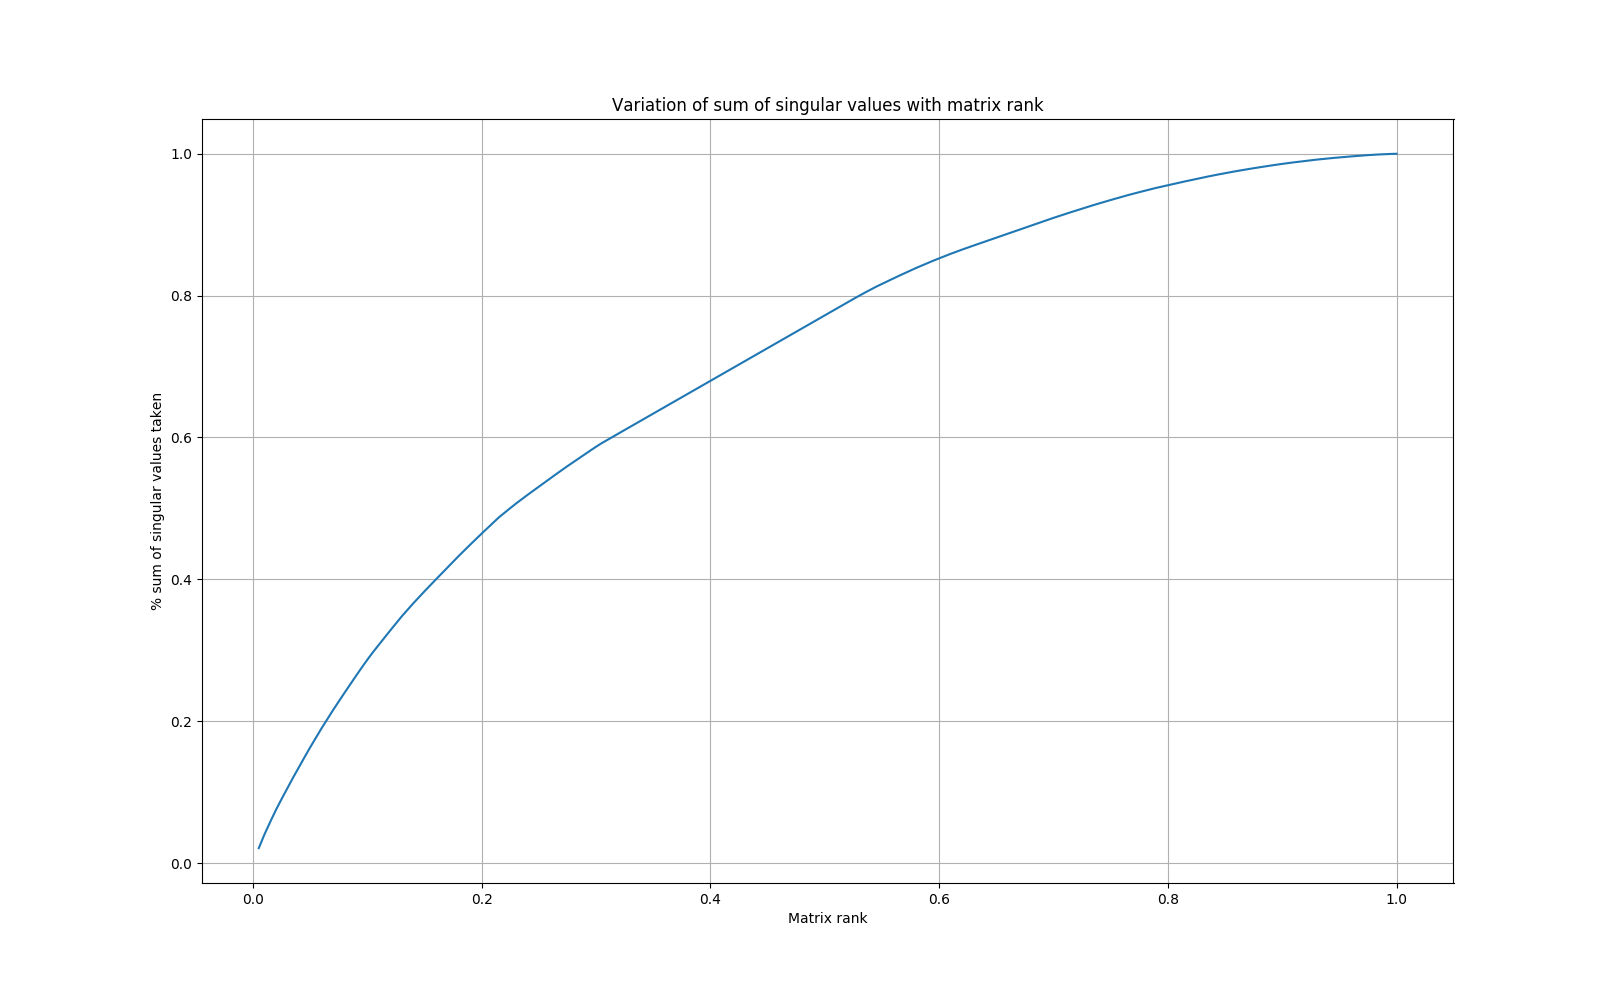 Variation of sum of singular values with matrix rank
1.0
0.8
0.6
0.4
0.2
0.0
% sum of singular values taken
0.0 0.2 0.4 0.6 0.8 1.0
Matrix rank